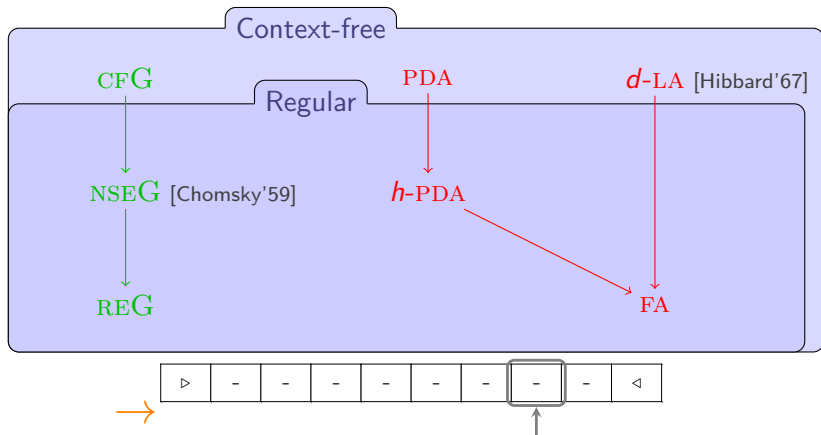 Context-free
CFG PDA d-LA [Hibbard'67]
Regular
NSEG [Chomsky'59] h-PDA
REG FA
▷ - - - - - - - - ◁